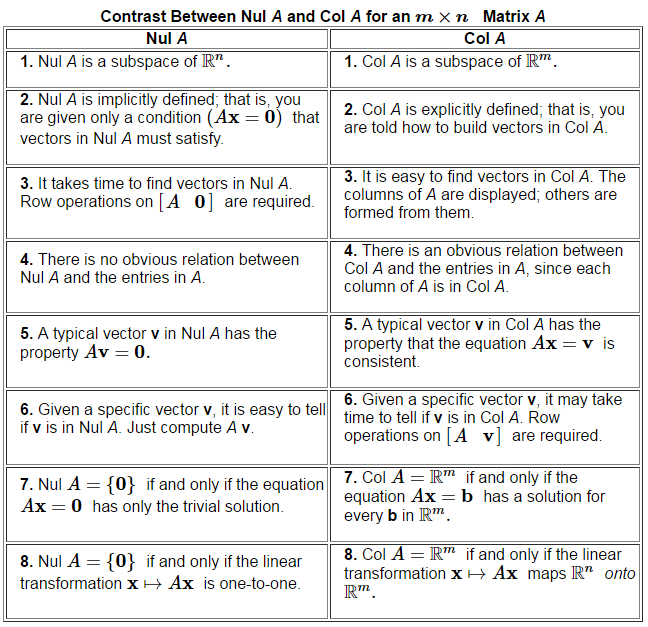 Contrast Between Nul A and Col A for an m × n Matrix A
Nul A
Col A
1. Nul A is a subspace of ℝⁿ.
1. Col A is a subspace of ℝᵐ.
2. Nul A is implicitly defined; that is, you
are given only a condition (Ax = 0) that
vectors in Nul A must satisfy.
2. Col A is explicitly defined; that is, you
are told how to build vectors in Col A.
3. It takes time to find vectors in Nul A.
Row operations on [A 0] are required.
3. It is easy to find vectors in Col A. The
columns of A are displayed; others are
formed from them.
4. There is no obvious relation between
Nul A and the entries in A.
4. There is an obvious relation between
Col A and the entries in A, since each
column of A is in Col A.
5. A typical vector v in Nul A has the
property Av = 0.
5. A typical vector v in Col A has the
property that the equation Ax = v is
consistent.
6. Given a specific vector v, it is easy to tell
if v is in Nul A. Just compute A v.
6. Given a specific vector v, it may take
time to tell if v is in Col A. Row
operations on [A v] are required.
7. Nul A = {0} if and only if the equation
Ax = 0 has only the trivial solution.
7. Col A = ℝᵐ if and only if the
equation Ax = b has a solution for
every b in ℝᵐ.
8. Nul A = {0} if and only if the linear
transformation x ↦ Ax is one-to-one.
8. Col A = ℝᵐ if and only if the linear
transformation x ↦ Ax maps ℝⁿ onto
ℝᵐ.